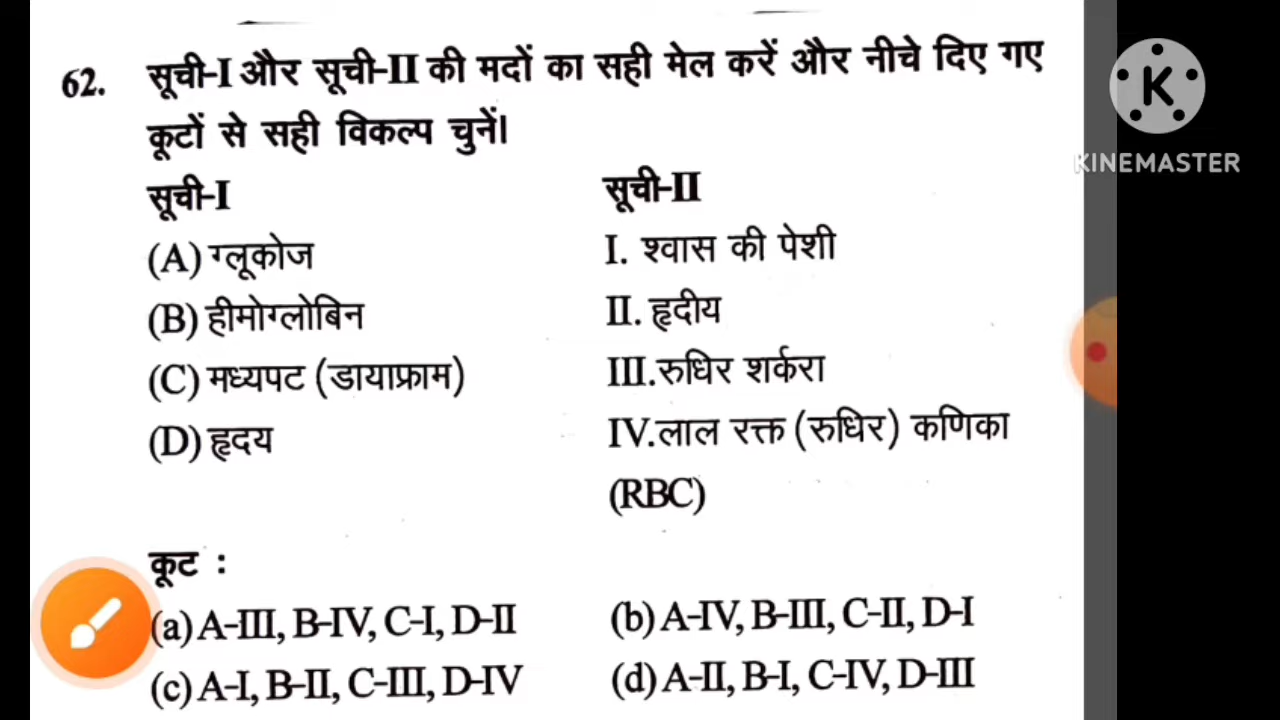 62. सूची-I और सूची-II की मदों का सही मेल करें और नीचे दिए गए
कूटों से सही विकल्प चुनें।
सूची-I सूची-II
(A) ग्लूकोज I. श्वास की पेशी
(B) हीमोग्लोबिन II. हृदीय
(C) मध्यपट (डायाफ्राम) III. रुधिर शर्करा
(D) हृदय IV. लाल रक्त (रुधिर) कणिका
(RBC)
कूट :
(a) A-III, B-IV, C-I, D-II (b) A-IV, B-III, C-II, D-I
(c) A-I, B-II, C-III, D-IV (d) A-II, B-I, C-IV, D-III
K
KINEMASTER